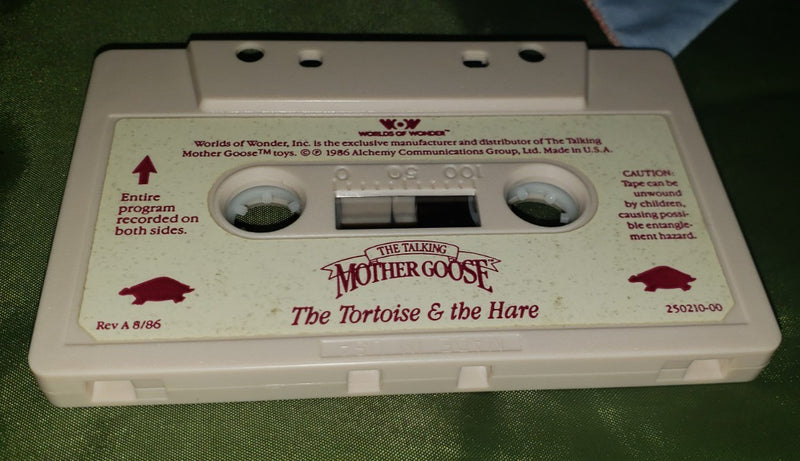 WOW
WORLDS OF WONDER™
Worlds of Wonder, Inc. is the exclusive manufacturer and distributor of The Talking
Mother Goose™ toys. ©℗ 1986 Alchemy Communications Group, Ltd. Made in U.S.A.
Entire
program
recorded on
both sides.
CAUTION:
Tape can be
unwound
by children,
causing possi-
ble entangle-
ment hazard.
0 50 100
THE TALKING
MOTHER GOOSE
The Tortoise & the Hare
Rev A 8/86
250210-00